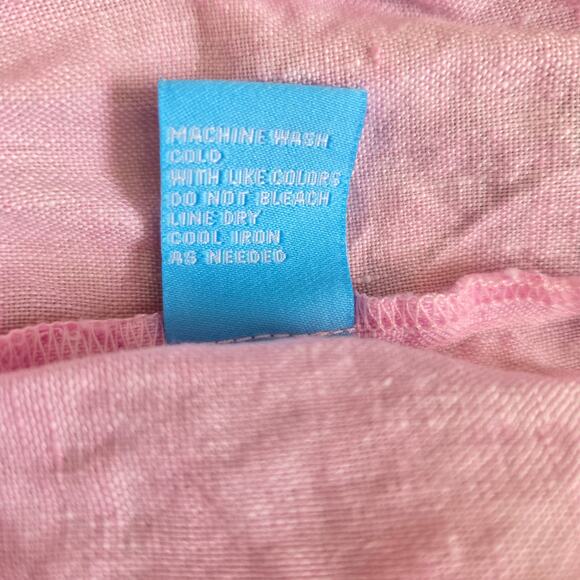 MACHINE WASH
COLD
WITH LIKE COLORS
DO NOT BLEACH
LINE DRY
COOL IRON
AS NEEDED